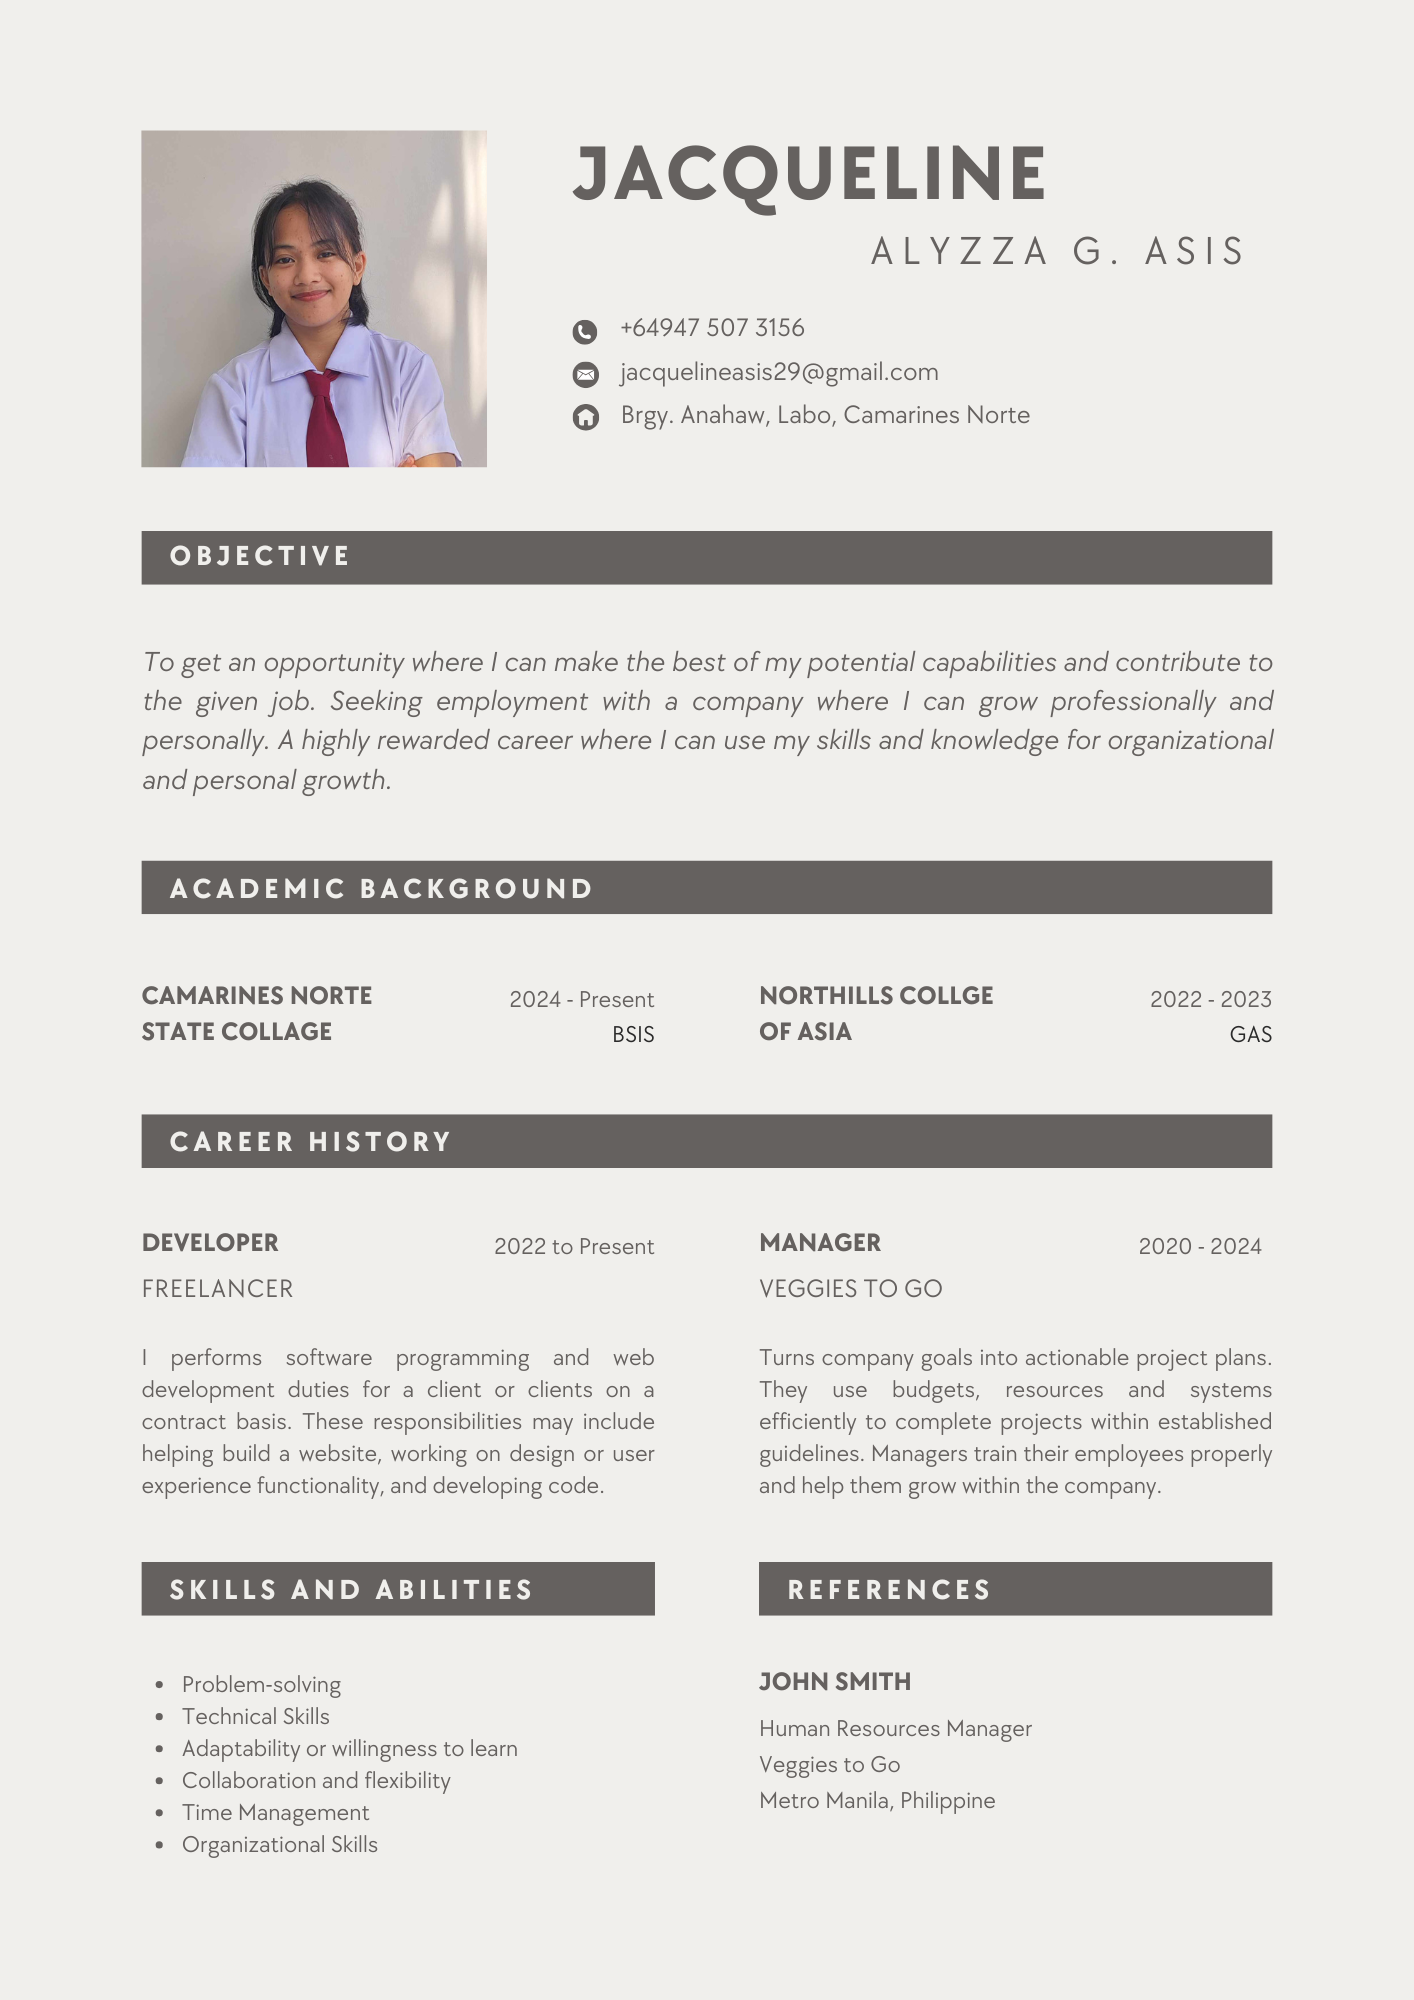 JACQUELINE
ALYZZA G. ASIS
+64947 507 3156
jacquelineasis29@gmail.com
Brgy. Anahaw, Labo, Camarines Norte
OBJECTIVE
To get an opportunity where I can make the best of my potential capabilities and contribute to
the given job. Seeking employment with a company where I can grow professionally and
personally. A highly rewarded career where I can use my skills and knowledge for organizational
and personal growth.
ACADEMIC BACKGROUND
CAMARINES NORTE
STATE COLLAGE
2024 - Present
BSIS
NORTHILLS COLLGE
OF ASIA
2022 - 2023
GAS
CAREER HISTORY
DEVELOPER
2022 to Present
FREELANCER
I performs software programming and web
development duties for a client or clients on a
contract basis. These responsibilities may include
helping build a website, working on design or user
experience functionality, and developing code.
MANAGER
2020 - 2024
VEGGIES TO GO
Turns company goals into actionable project plans.
They use budgets, resources and systems
efficiently to complete projects within established
guidelines. Managers train their employees properly
and help them grow within the company.
SKILLS AND ABILITIES
Problem-solving
Technical Skills
Adaptability or willingness to learn
Collaboration and flexibility
Time Management
Organizational Skills
REFERENCES
JOHN SMITH
Human Resources Manager
Veggies to Go
Metro Manila, Philippine